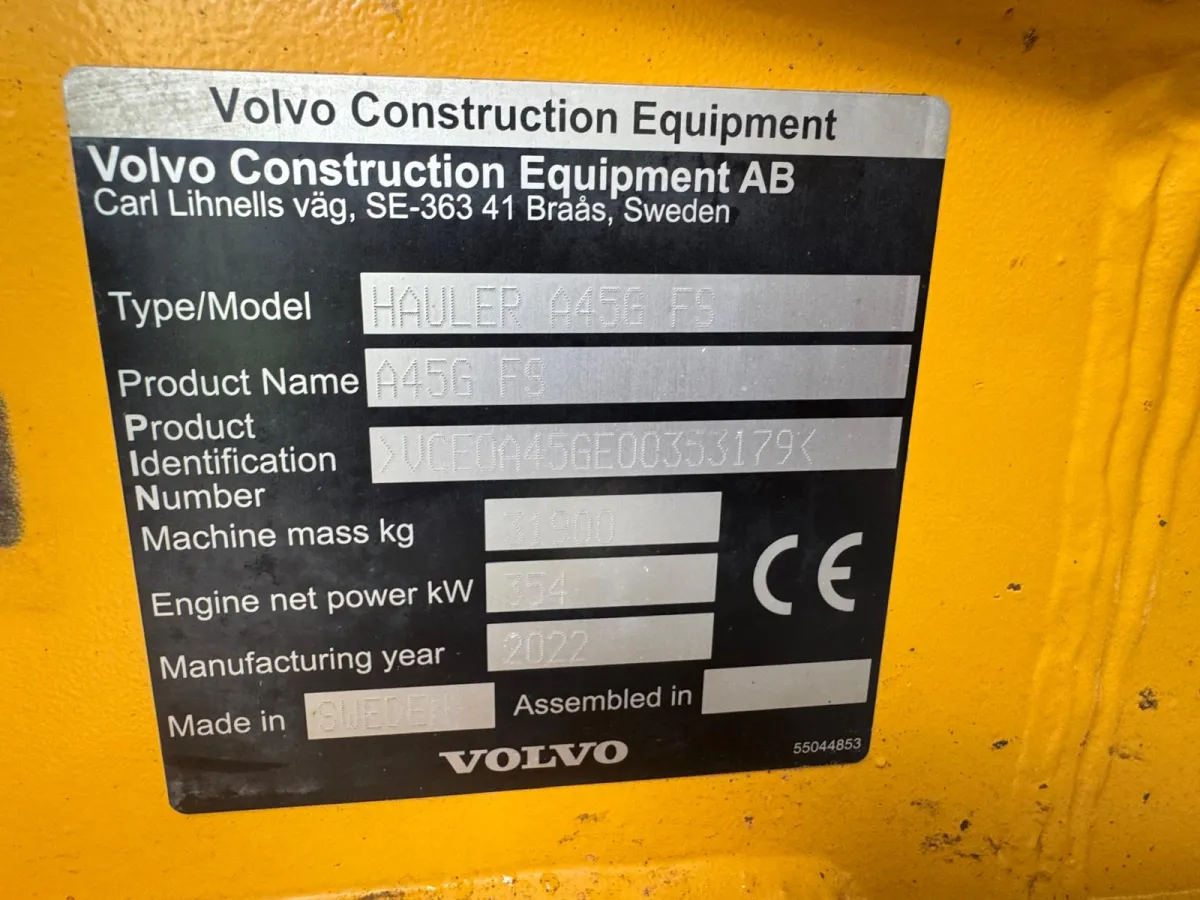 Volvo Construction Equipment
Volvo Construction Equipment AB
Carl Lihnells väg, SE-363 41 Braås, Sweden
Type/Model HAULER A45G FS
Product Name A45G FS
Product
Identification
Number >VCE0A45GE00353179<
Machine mass kg 31900
Engine net power kW 354
CE
Manufacturing year 2022
Made in SWEDEN Assembled in
VOLVO 55044853